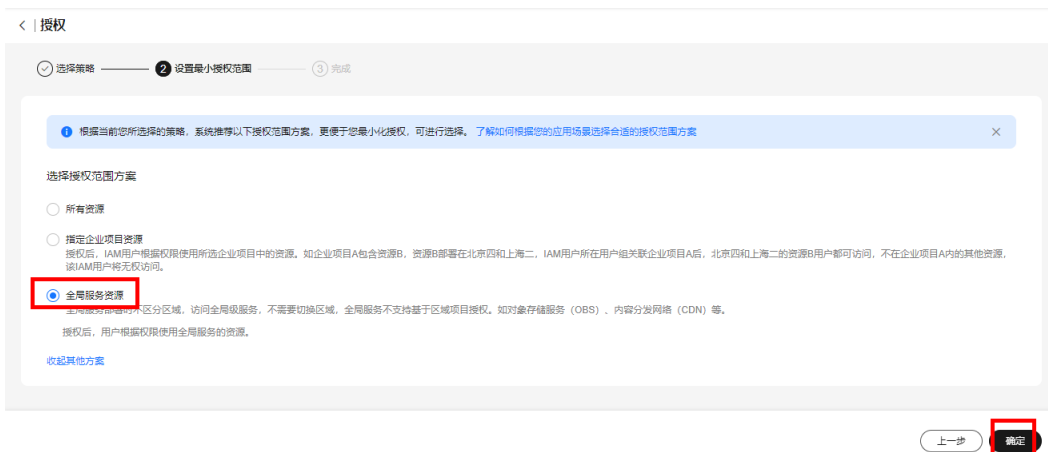 < | 授权
选择策略 2 设置最小授权范围 3 完成
根据当前您所选择的策略，系统推荐以下授权范围方案，更便于您最小化授权，可进行选择。 了解如何根据您的应用场景选择合适的授权范围方案
选择授权范围方案
所有资源
指定企业项目资源
授权后，IAM用户根据权限使用所选企业项目中的资源。如企业项目A包含资源B，资源B部署在北京四和上海二，IAM用户所在用户组关联企业项目A后，北京四和上海二的资源B用户都可访问，不在企业项目A内的其他资源，
该IAM用户将无权访问。
全局服务资源
全局服务部署时不区分区域，访问全局级服务，不需要切换区域，全局服务不支持基于区域项目授权。如对象存储服务（OBS）、内容分发网络（CDN）等。
授权后，用户根据权限使用全局服务的资源。
收起其他方案
上一步 确定